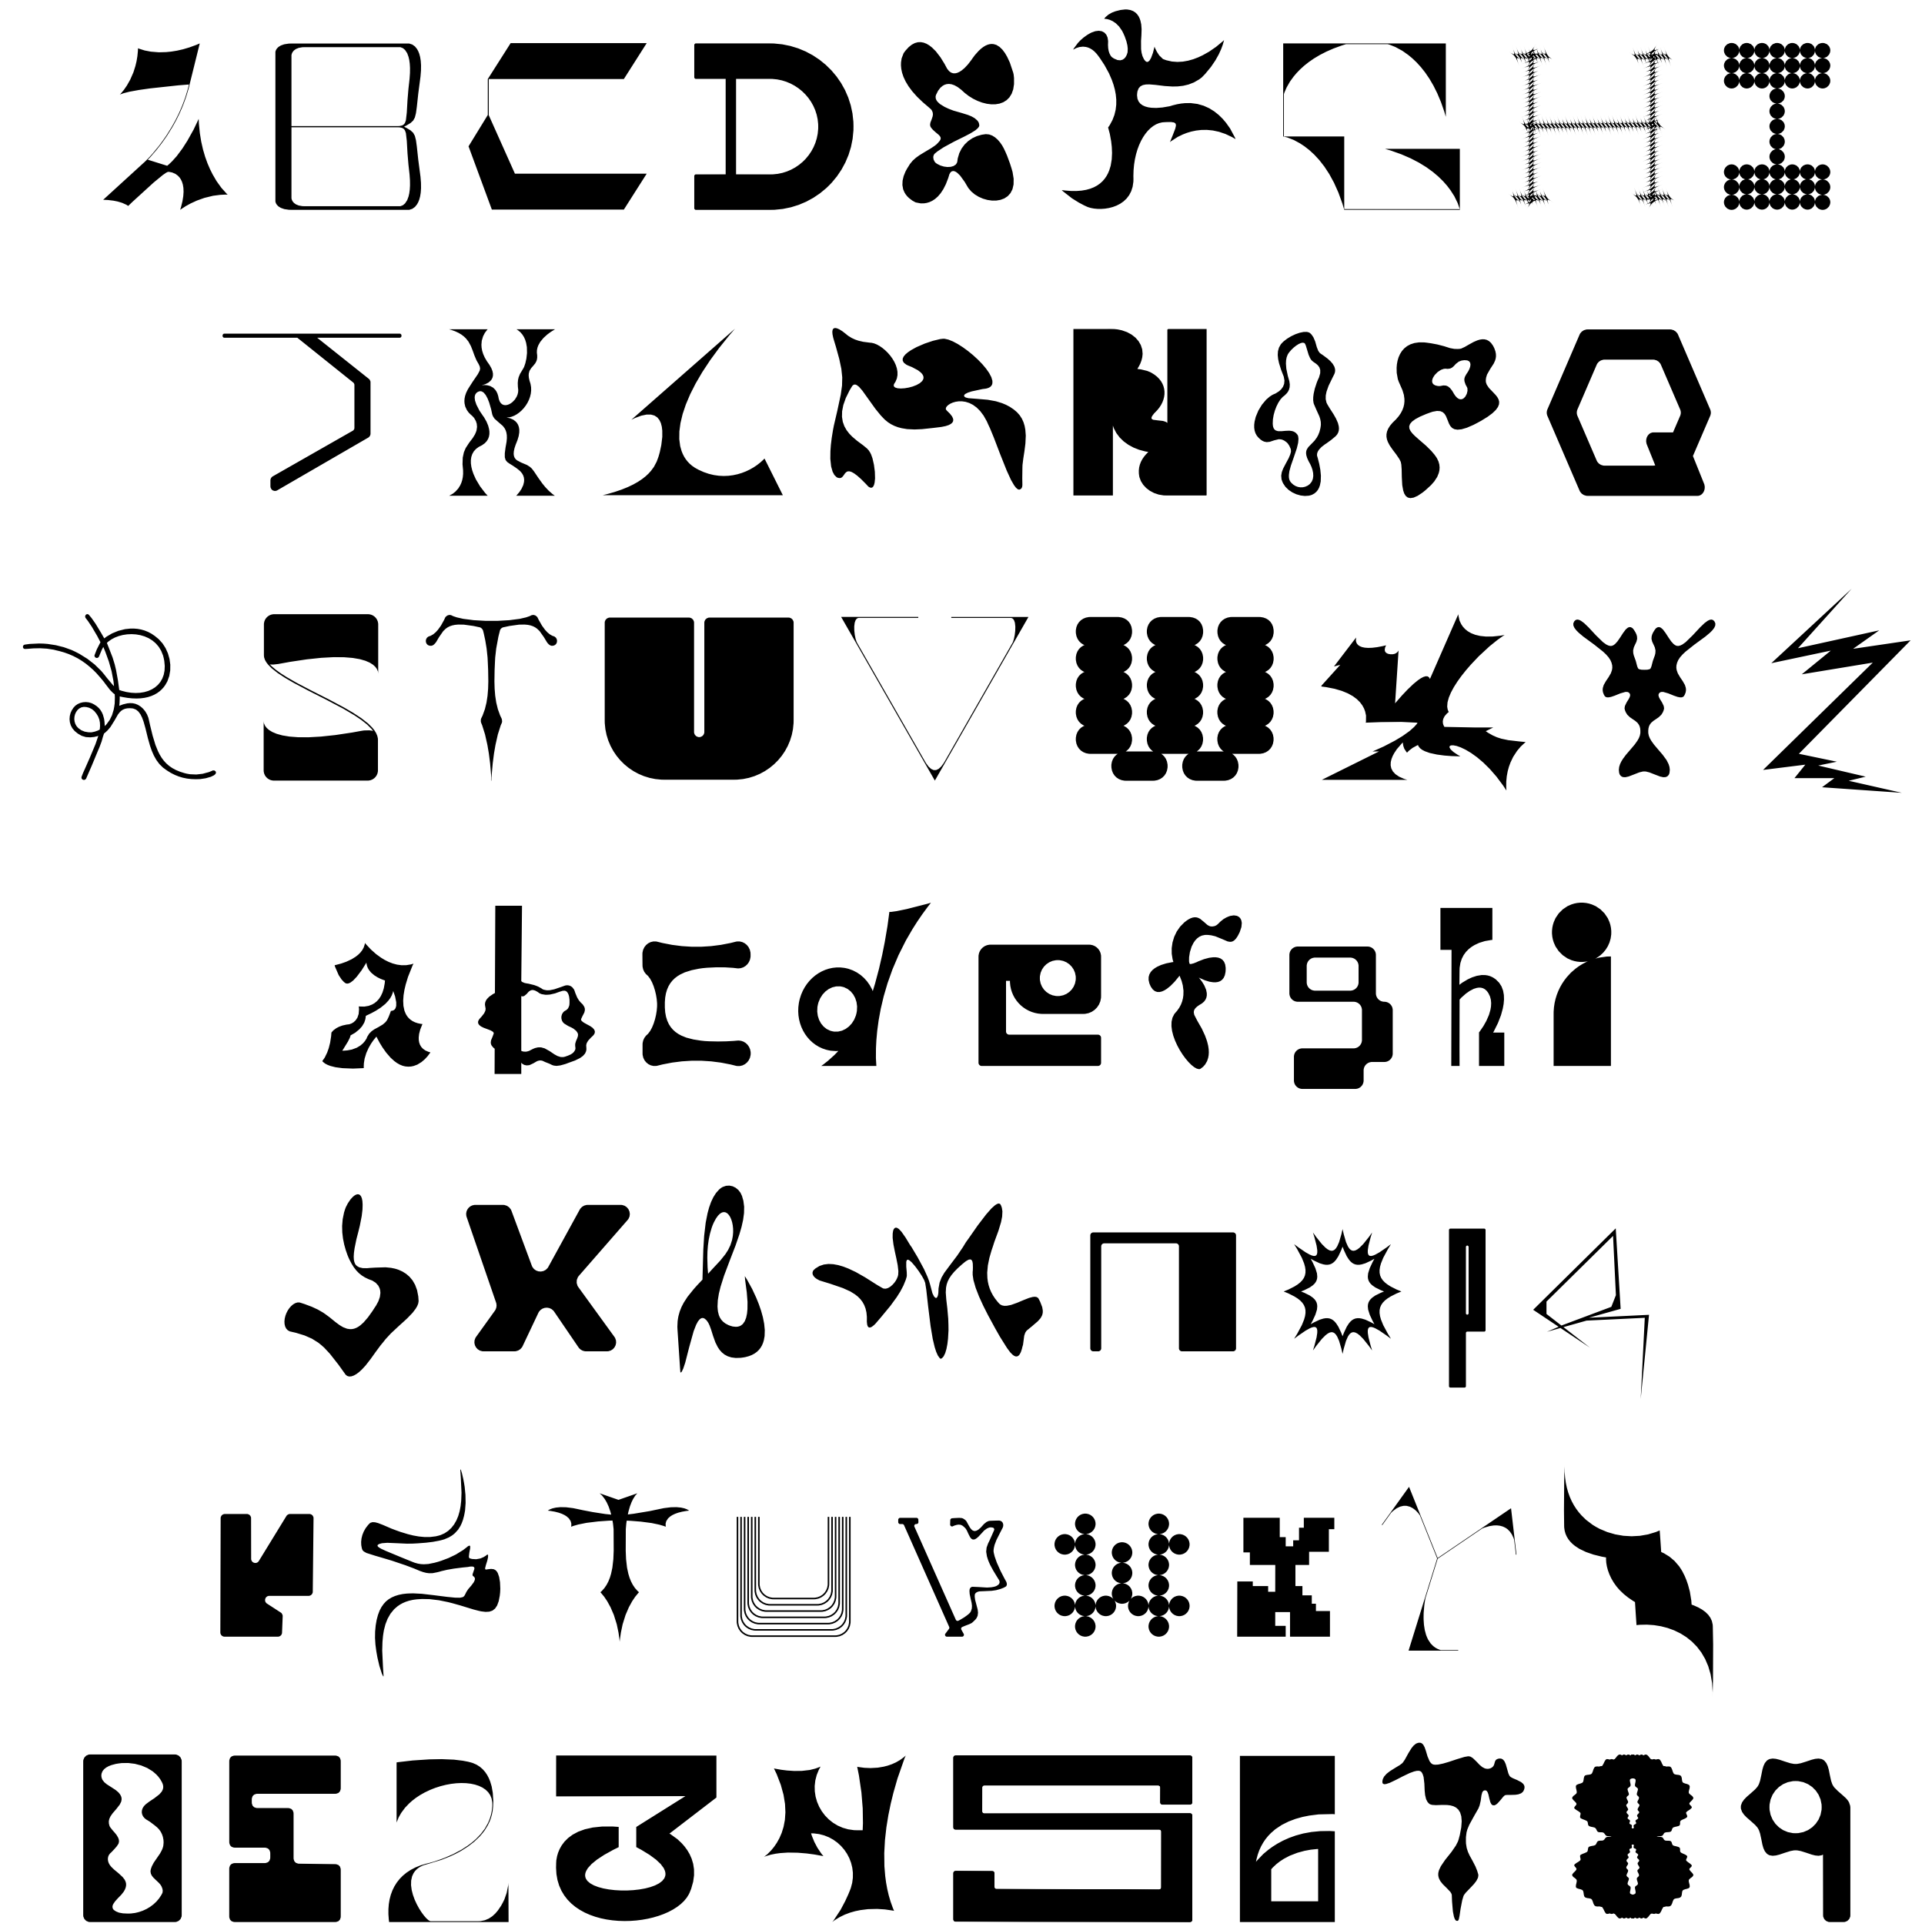 ABCDEFGHI
JKLMNOPQ
RSTUVWXYZ
abcdefghi
jklmnopq
rstuvwxyz
0123456789